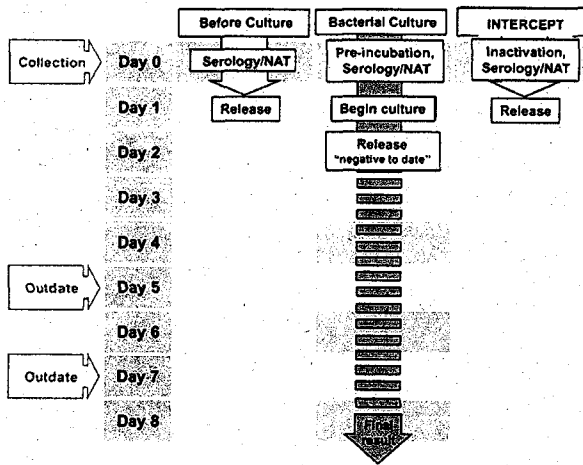 Before Culture
Bacterial Culture
INTERCEPT
Collection
Day 0
Serology/NAT
Pre-incubation,
Serology/NAT
Inactivation,
Serology/NAT
Day 1
Release
Begin culture
Release
Day 2
Release
"negative to date"
Day 3
Day 4
Outdate
Day 5
Day 6
Outdate
Day 7
Day 8
Final
result